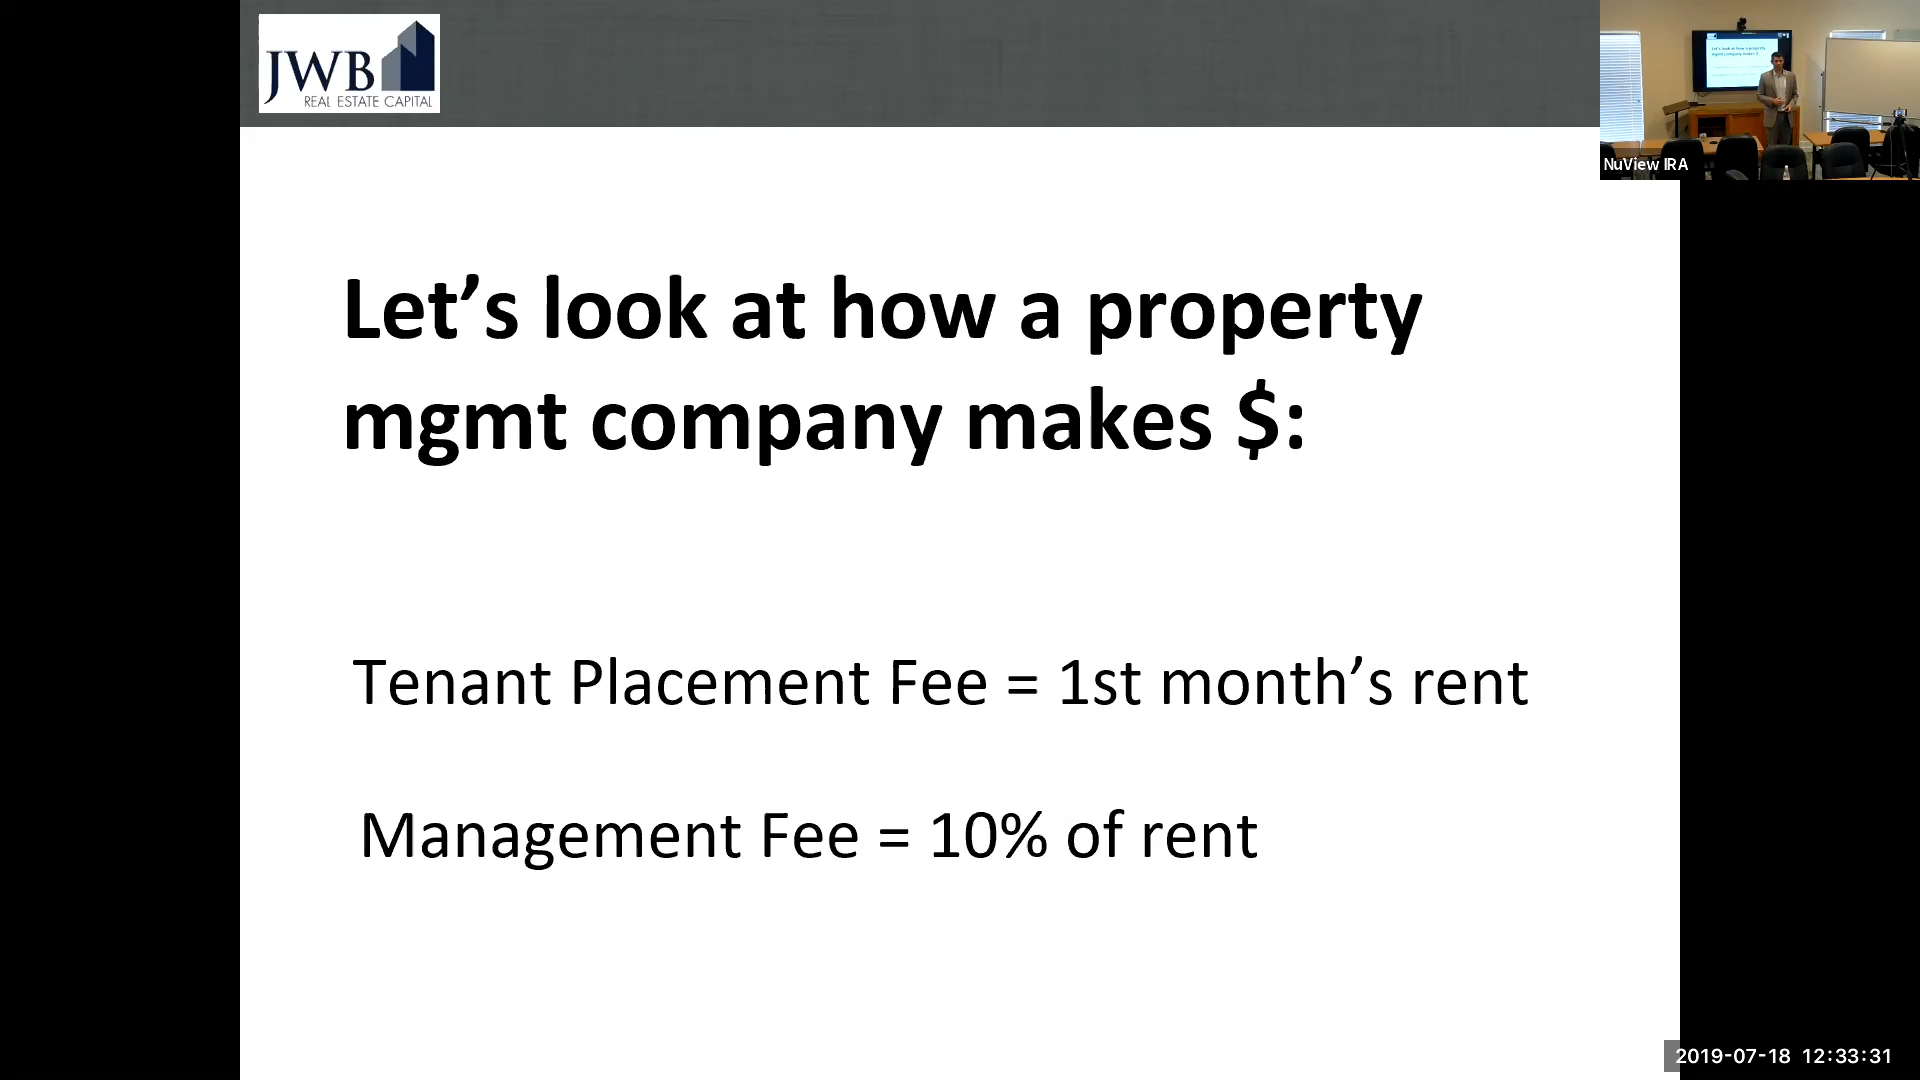 JWB
REAL ESTATE CAPITAL
NuView IRA
Let’s look at how a property
mgmt company makes $:
Tenant Placement Fee = 1st month’s rent
Management Fee = 10% of rent
2019-07-18 12:33:31